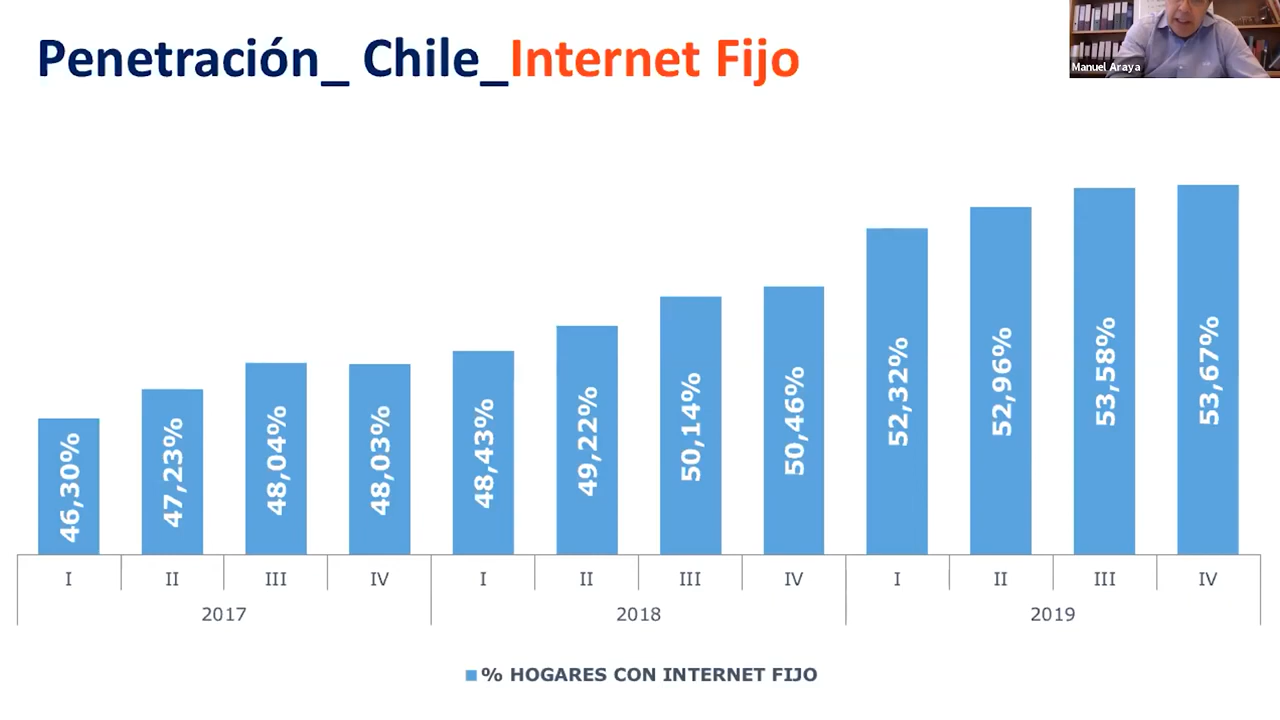 Penetración_ Chile_Internet Fijo
Manuel Araya
46,30%
47,23%
48,04%
48,03%
48,43%
49,22%
50,14%
50,46%
52,32%
52,96%
53,58%
53,67%
I II III IV I II III IV I II III IV
2017 2018 2019
% HOGARES CON INTERNET FIJO